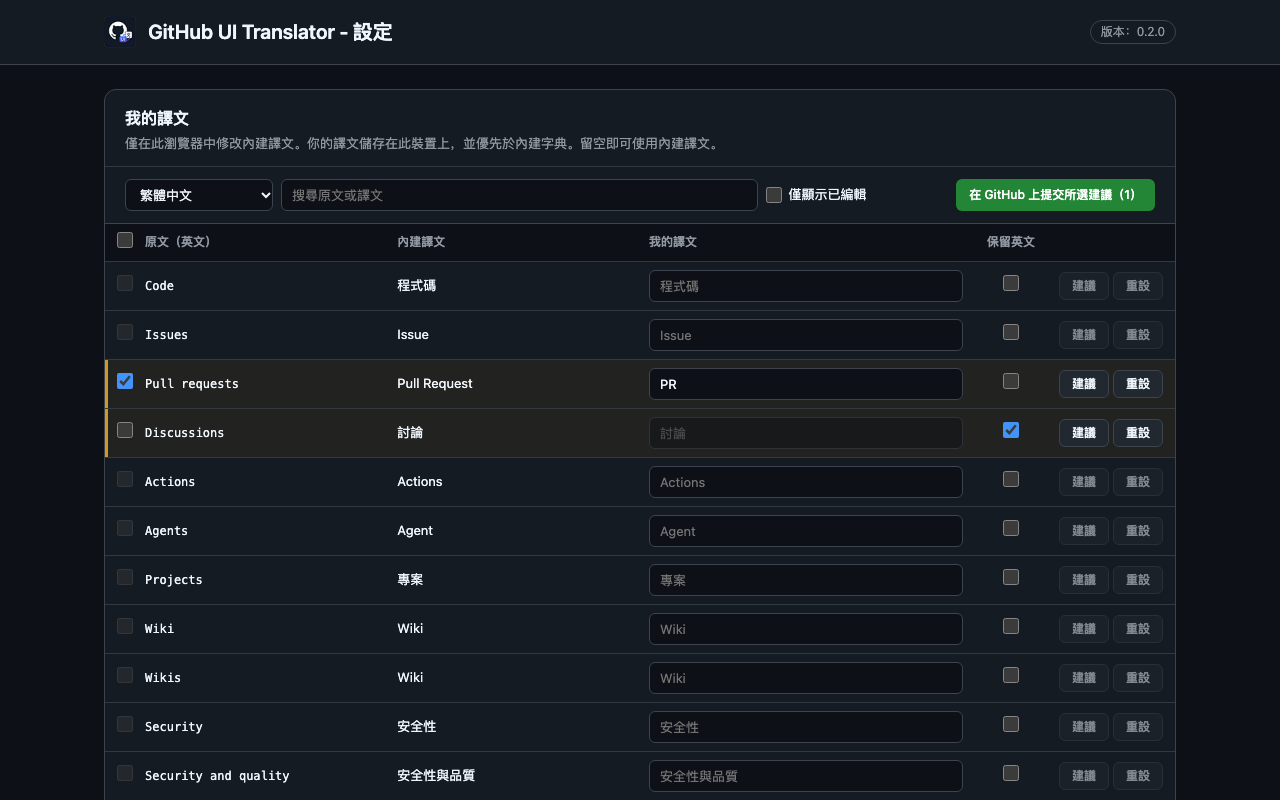 GitHub UI Translator - 設定
版本：0.2.0
我的譯文
僅在此瀏覽器中修改內建譯文。你的譯文儲存在此裝置上，並優先於內建字典。留空即可使用內建譯文。
繁體中文 搜尋原文或譯文 僅顯示已編輯 在 GitHub 上提交所選建議（1）
原文（英文） 內建譯文 我的譯文 保留英文
Code 程式碼 程式碼 建議 重設
Issues Issue Issue 建議 重設
Pull requests Pull Request PR 建議 重設
Discussions 討論 討論 建議 重設
Actions Actions Actions 建議 重設
Agents Agent Agent 建議 重設
Projects 專案 專案 建議 重設
Wiki Wiki Wiki 建議 重設
Wikis Wiki Wiki 建議 重設
Security 安全性 安全性 建議 重設
Security and quality 安全性與品質 安全性與品質 建議 重設